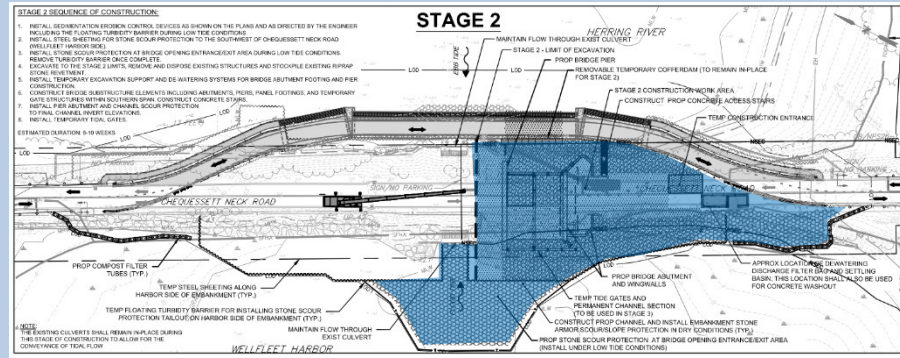 STAGE 2 SEQUENCE OF CONSTRUCTION:
1. INSTALL SEDIMENTATION EROSION CONTROL DEVICES AS SHOWN ON THE PLANS AND AS DIRECTED BY THE ENGINEER
INCLUDING THE FLOATING TURBIDITY BARRIER DURING LOW TIDE CONDITIONS
2. INSTALL STEEL SHEETING FOR STONE SCOUR PROTECTION TO THE SOUTHWEST OF CHEQUESSETT NECK ROAD
(WELLFLEET HARBOR SIDE).
3. INSTALL STONE SCOUR PROTECTION AT BRIDGE OPENING ENTRANCE/EXIT AREA DURING LOW TIDE CONDITIONS.
REMOVE TURBIDITY BARRIER ONCE COMPLETE.
4. EXCAVATE TO THE STAGE 2 LIMITS, REMOVE AND DISPOSE EXISTING STRUCTURES AND STOCKPILE EXISTING RIPRAP
STONE REVETMENT.
5. INSTALL TEMPORARY EXCAVATION SUPPORT AND DE-WATERING SYSTEMS FOR BRIDGE ABUTMENT FOOTING AND PIER
CONSTRUCTION.
6. CONSTRUCT BRIDGE SUBSTRUCTURE ELEMENTS INCLUDING ABUTMENTS, PIERS, PANEL FOOTINGS, AND TEMPORARY
GATE STRUCTURES WITHIN SOUTHERN SPAN. CONSTRUCT CONCRETE STAIRS.
7. INSTALL PIER ABUTMENT AND CHANNEL SCOUR PROTECTION
TO FINAL CHANNEL INVERT ELEVATIONS.
8. INSTALL TEMPORARY TIDAL GATES.
ESTIMATED DURATION: 9-10 WEEKS
STAGE 2
HERRING RIVER
MAINTAIN FLOW THROUGH EXIST CULVERT
STAGE 2 - LIMIT OF EXCAVATION
PROP BRIDGE PIER
REMOVABLE TEMPORARY COFFERDAM (TO REMAIN IN-PLACE
FOR STAGE 2)
STAGE 2 CONSTRUCTION WORK AREA
CONSTRUCT PROP CONCRETE ACCESS STAIRS
TEMP CONSTRUCTION ENTRANCE
EBB TIDE
LOD
LOD
LOD
SIGN/NO PARKING
CHEQUESSETT NECK ROAD
CHEQUESSETT NECK ROAD
PROP COMPOST FILTER
TUBES (TYP.)
TEMP STEEL SHEETING ALONG
HARBOR SIDE OF EMBANKMENT (TYP.)
TEMP FLOATING TURBIDITY BARRIER FOR INSTALLING STONE SCOUR
PROTECTION TAILOUT ON HARBOR SIDE OF EMBANKMENT (TYP.)
MAINTAIN FLOW THROUGH
EXIST CULVERT
PROP BRIDGE ABUTMENT
AND WINGWALLS
TEMP TIDE GATES AND
PERMANENT CHANNEL SECTION
(TO BE USED IN STAGE 3)
CONSTRUCT PROP CHANNEL AND INSTALL EMBANKMENT STONE
ARMOR/SCOUR/SLOPE PROTECTION IN DRY CONDITIONS (TYP.)
PROP STONE SCOUR PROTECTION AT BRIDGE OPENING ENTRANCE/EXIT AREA
(INSTALL UNDER LOW TIDE CONDITIONS)
APPROX LOCATION OF DEWATERING
DISCHARGE FILTER BAG AND SETTLING
BASIN, THIS LOCATION SHALL ALSO BE USED
FOR CONCRETE WASHOUT
NOTE:
THE EXISTING CULVERTS SHALL REMAIN IN-PLACE DURING
THIS STAGE OF CONSTRUCTION TO ALLOW FOR THE
CONVEYANCE OF TIDAL FLOW
WELLFLEET HARBOR